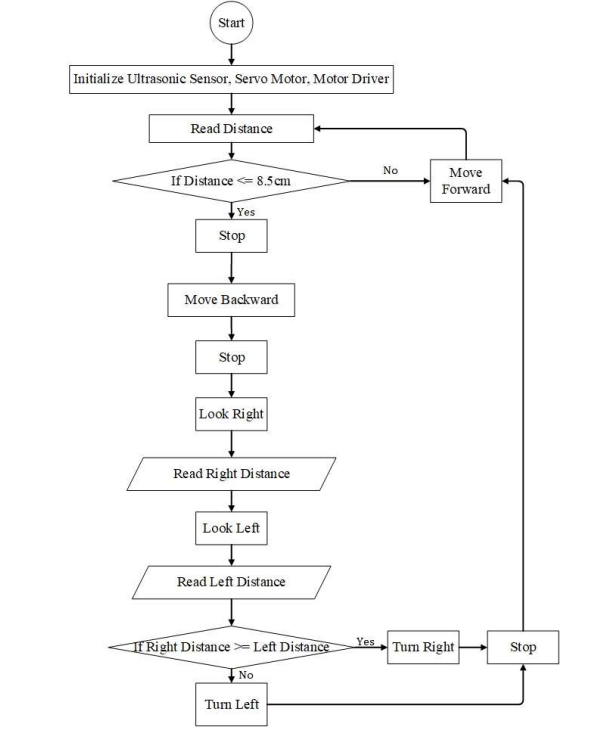 Start
Initialize Ultrasonic Sensor, Servo Motor, Motor Driver
Read Distance
If Distance <= 8.5cm
No
Move
Forward
Yes
Stop
Move Backward
Stop
Look Right
Read Right Distance
Look Left
Read Left Distance
If Right Distance >= Left Distance
Yes
Turn Right
Stop
No
Turn Left